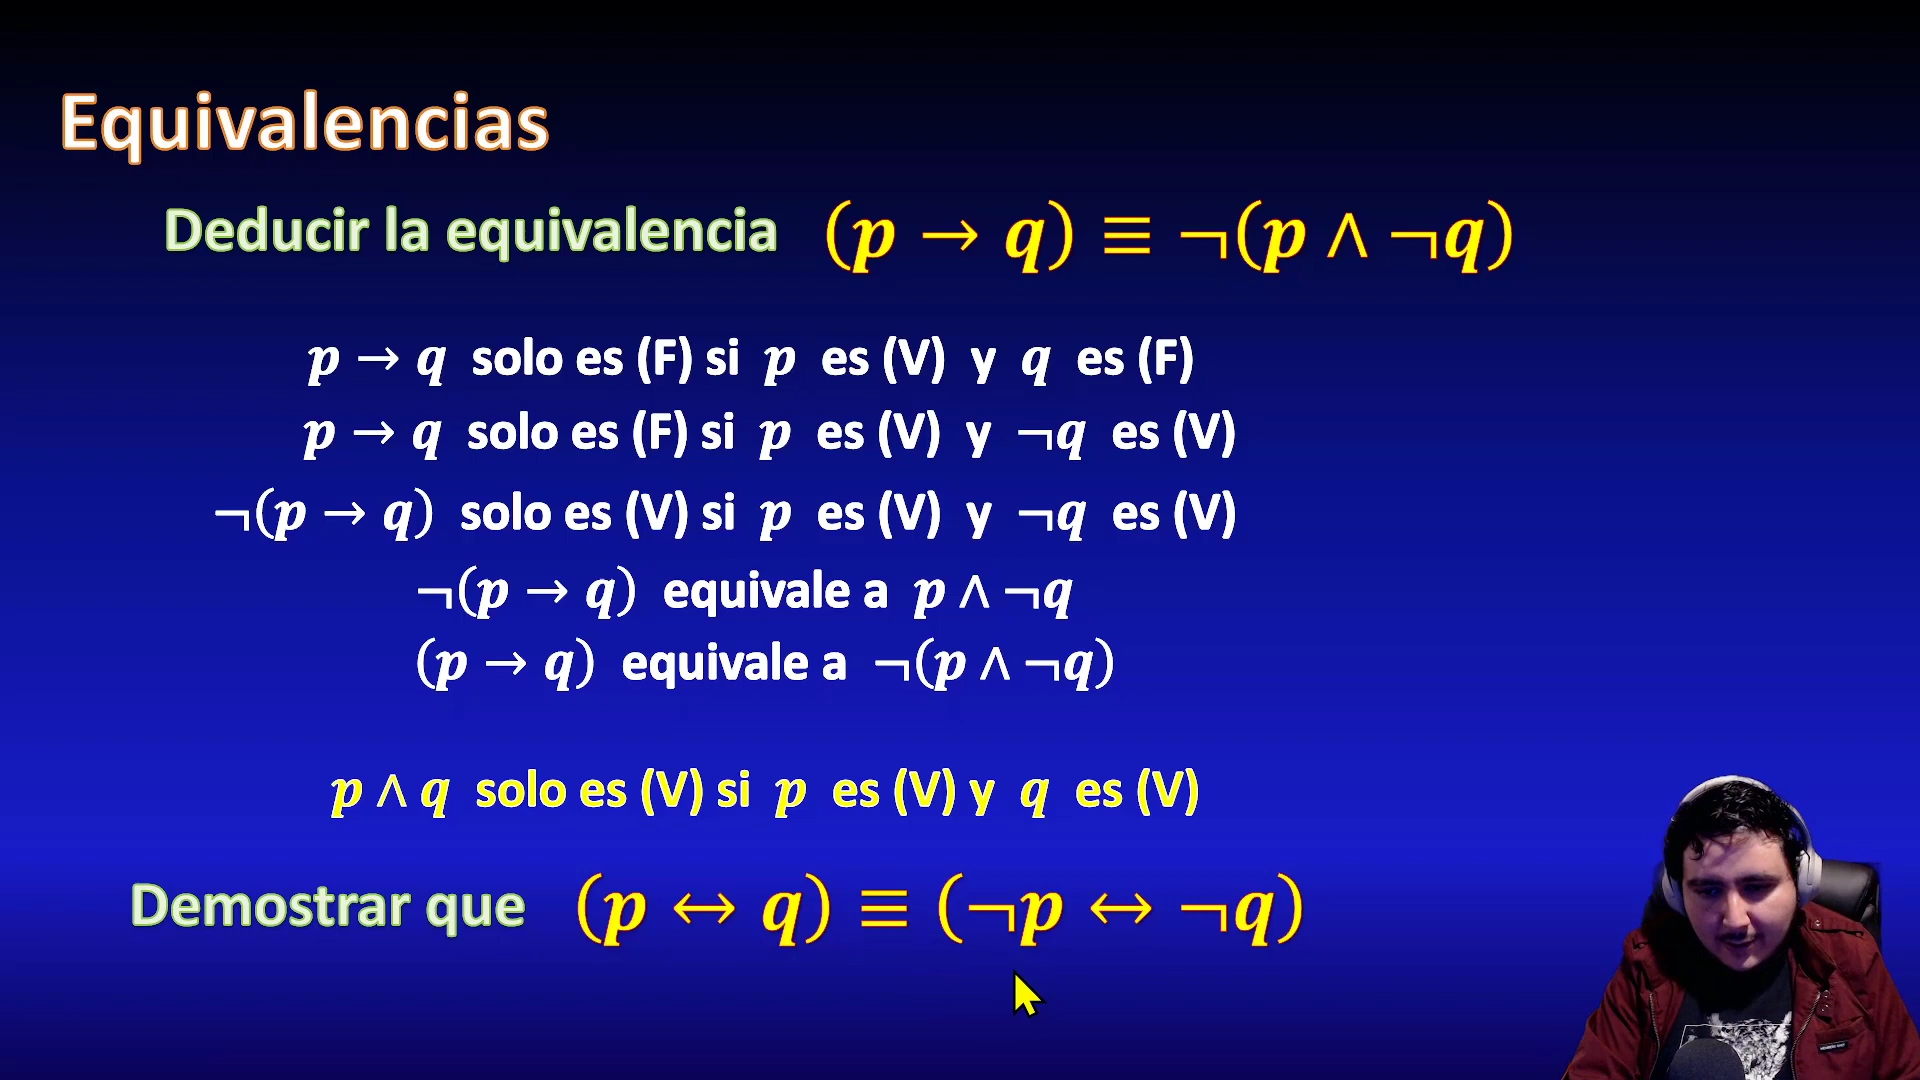 Equivalencias
Deducir la equivalencia (p → q) ≡ ¬(p ∧ ¬q)
p → q solo es (F) si p es (V) y q es (F)
p → q solo es (F) si p es (V) y ¬q es (V)
¬(p → q) solo es (V) si p es (V) y ¬q es (V)
¬(p → q) equivale a p ∧ ¬q
(p → q) equivale a ¬(p ∧ ¬q)
p ∧ q solo es (V) si p es (V) y q es (V)
Demostrar que (p ↔ q) ≡ (¬p ↔ ¬q)